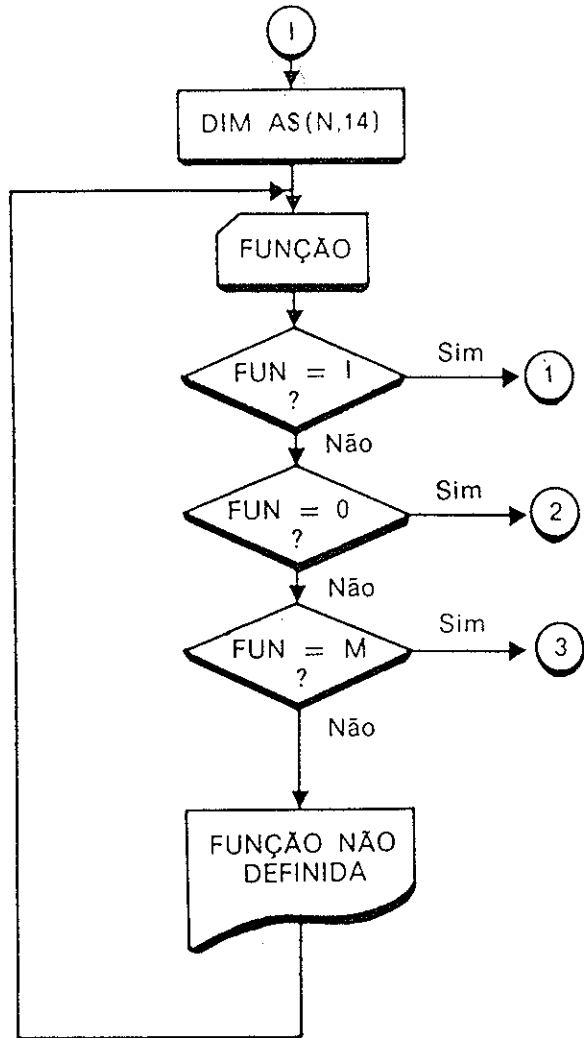 I
DIM AS(N,14)
FUNÇÃO
FUN = I
?
Sim
1
Não
FUN = 0
?
Sim
2
Não
FUN = M
?
Sim
3
Não
FUNÇÃO NÃO
DEFINIDA